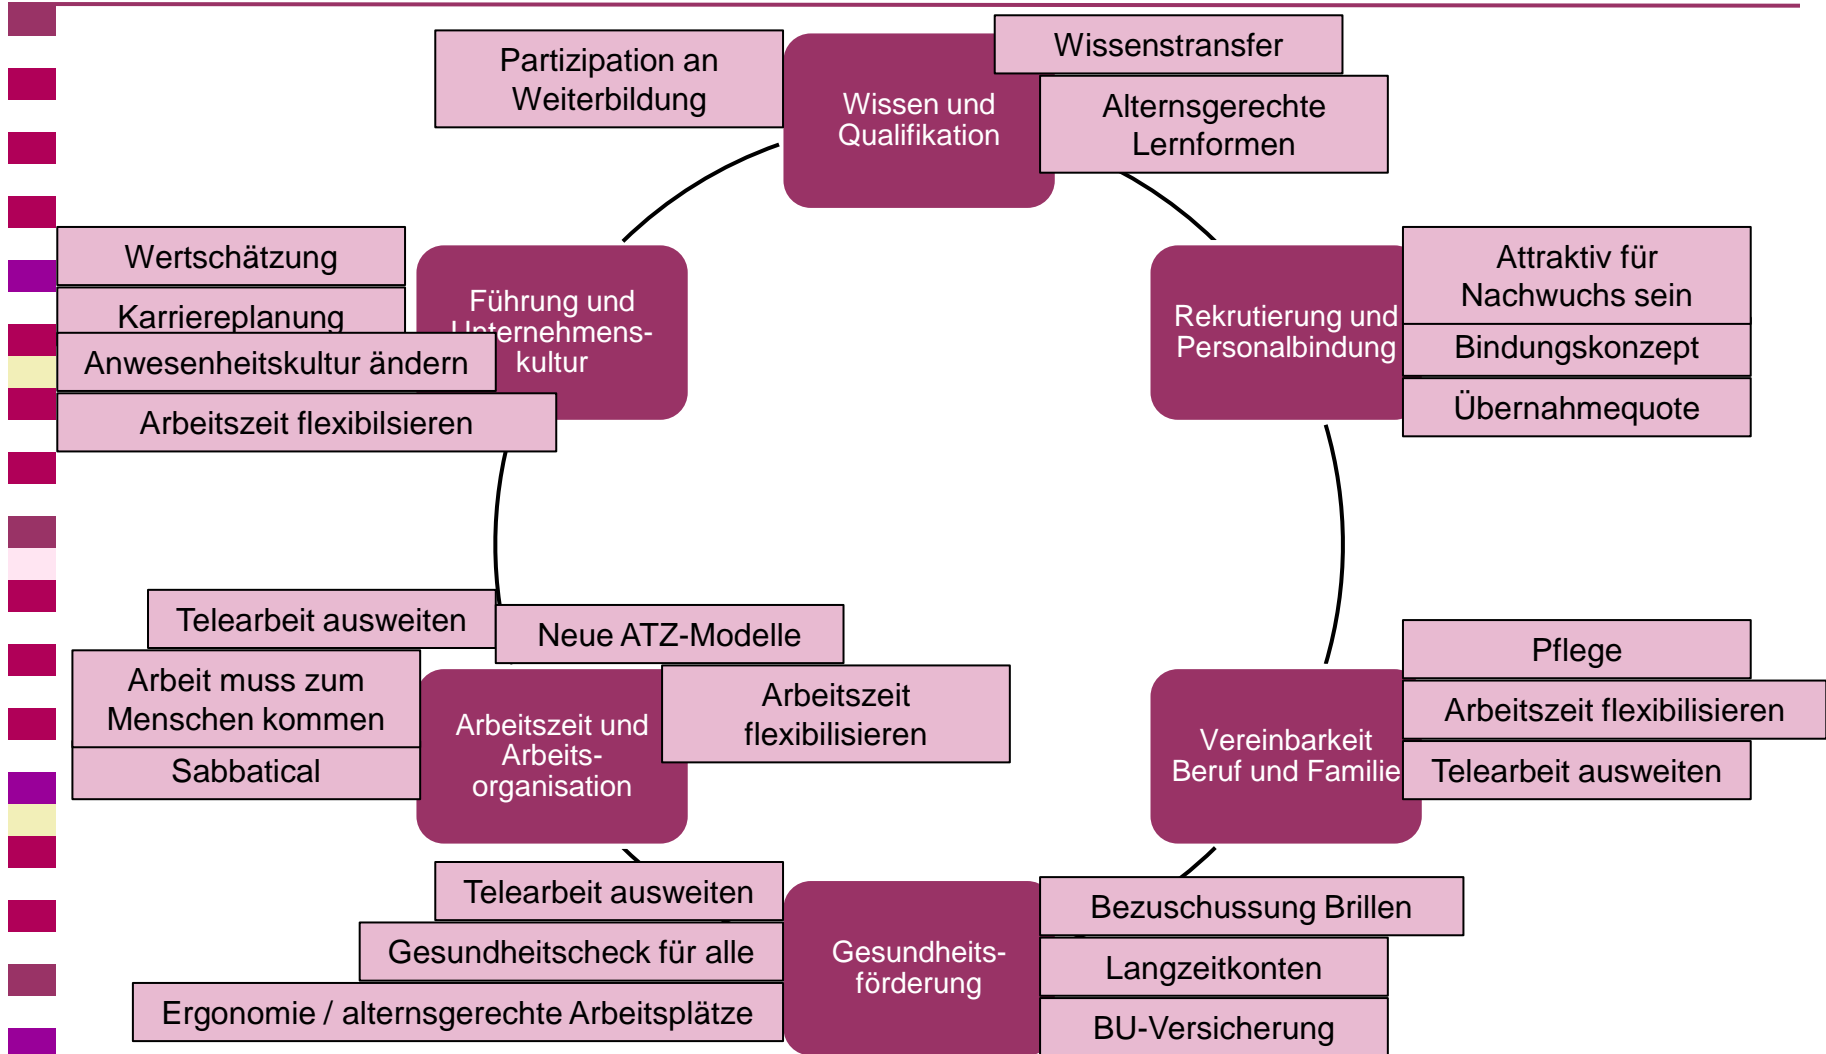 Partizipation an
Weiterbildung
Wissen und
Qualifikation
Wissenstransfer
Alternsgerechte
Lernformen
Wertschätzung
Karriereplanung
Anwesenheitskultur ändern
Arbeitszeit flexibilsieren
Führung und
Unternehmens-
kultur
Rekrutierung und
Personalbindung
Attraktiv für
Nachwuchs sein
Bindungskonzept
Übernahmequote
Telearbeit ausweiten
Neue ATZ-Modelle
Arbeit muss zum
Menschen kommen
Sabbatical
Arbeitszeit und
Arbeits-
organisation
Arbeitszeit
flexibilisieren
Vereinbarkeit
Beruf und Familie
Pflege
Arbeitszeit flexibilisieren
Telearbeit ausweiten
Telearbeit ausweiten
Gesundheitscheck für alle
Ergonomie / alternsgerechte Arbeitsplätze
Gesundheits-
förderung
Bezuschussung Brillen
Langzeitkonten
BU-Versicherung